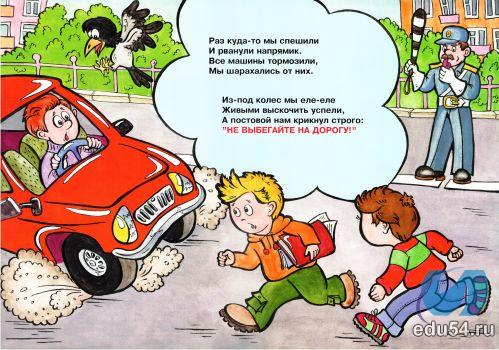 Раз куда-то мы спешили
И рванули напрямик.
Все машины тормозили,
Мы шарахались от них.
Из-под колес мы еле-еле
Живыми выскочить успели,
А постовой нам крикнул строго:
"НЕ ВЫБЕГАЙТЕ НА ДОРОГУ!"
edu54.ru